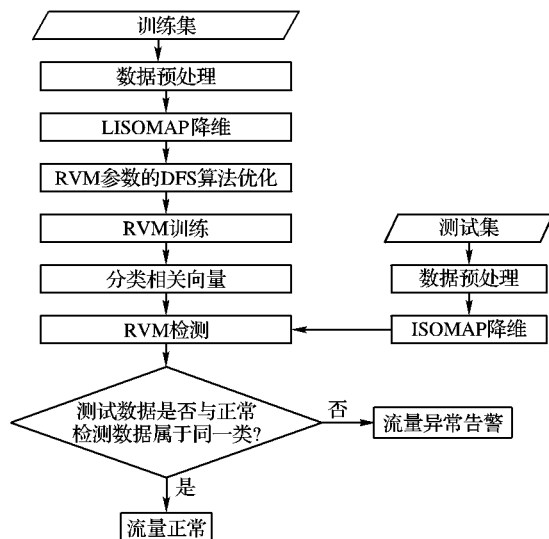 训练集
数据预处理
LISOMAP降维
RVM参数的DFS算法优化
RVM训练
分类相关向量
RVM检测
测试集
数据预处理
ISOMAP降维
测试数据是否与正常
检测数据属于同一类?
否
流量异常告警
是
流量正常